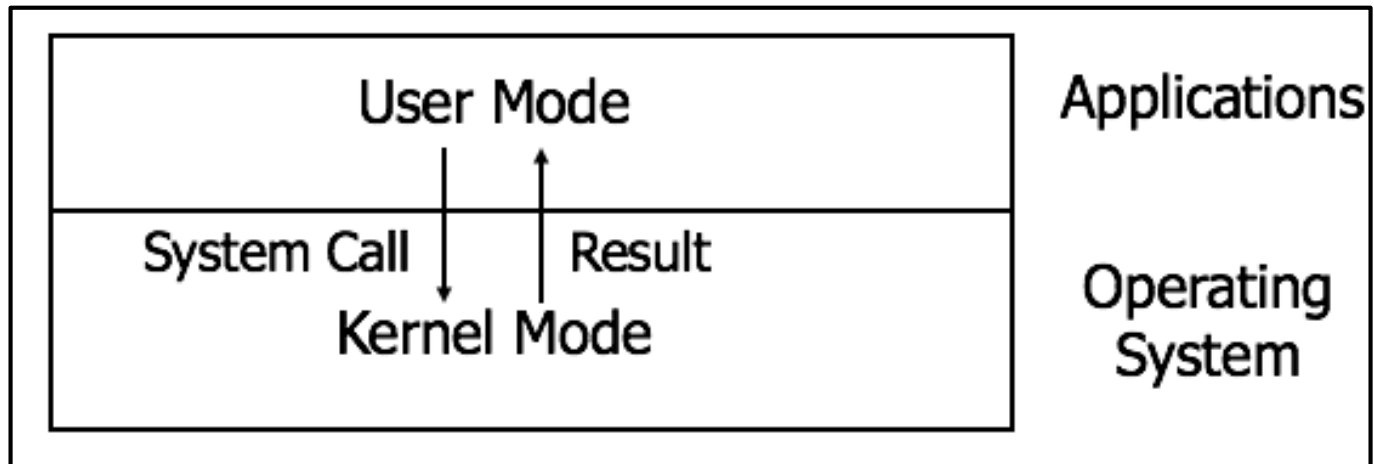 User Mode
Applications
System Call
Result
Kernel Mode
Operating
System